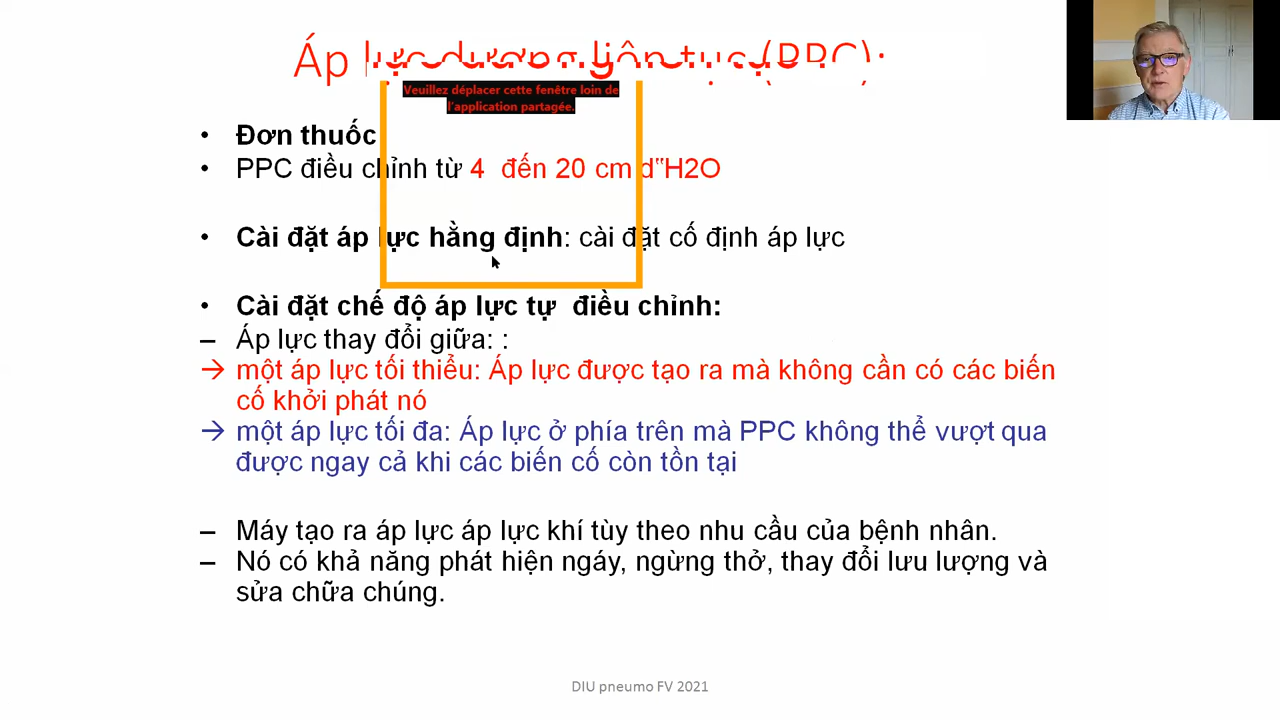 Áp lực dương liên tục (PPC):
Veuillez déplacer cette fenêtre loin de
l'application partagée.
• Đơn thuốc
• PPC điều chỉnh từ 4 đến 20 cm d‟H2O
• Cài đặt áp lực hằng định: cài đặt cố định áp lực
• Cài đặt chế độ áp lực tự điều chỉnh:
– Áp lực thay đổi giữa: :
→ một áp lực tối thiểu: Áp lực được tạo ra mà không cần có các biến
cố khởi phát nó
→ một áp lực tối đa: Áp lực ở phía trên mà PPC không thể vượt qua
được ngay cả khi các biến cố còn tồn tại
– Máy tạo ra áp lực áp lực khí tùy theo nhu cầu của bệnh nhân.
– Nó có khả năng phát hiện ngáy, ngừng thở, thay đổi lưu lượng và
sửa chữa chúng.
DIU pneumo FV 2021